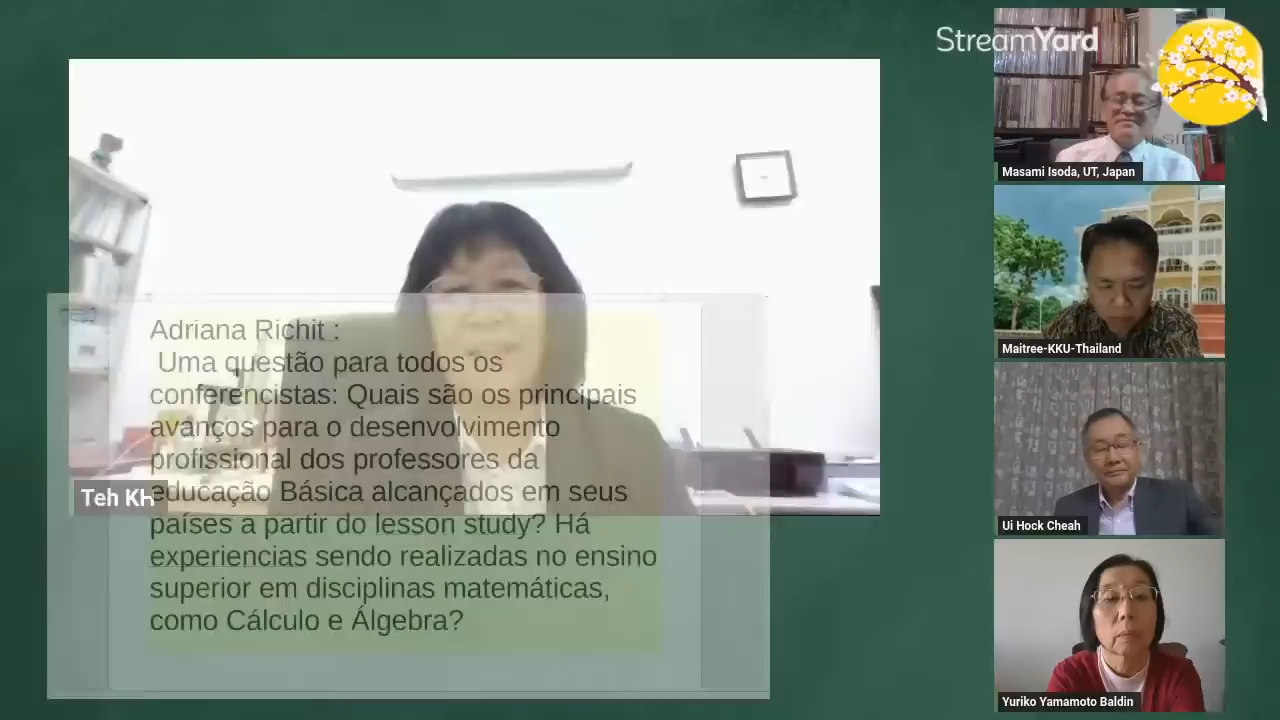 StreamYard
Masami Isoda, UT, Japan
Maitree-KKU-Thailand
Ui Hock Cheah
Yuriko Yamamoto Baldin
Teh KH
Adriana Richit :
Uma questão para todos os
conferencistas: Quais são os principais
avanços para o desenvolvimento
profissional dos professores da
educação Básica alcançados em seus
países a partir do lesson study? Há
experiencias sendo realizadas no ensino
superior em disciplinas matemáticas,
como Cálculo e Álgebra?